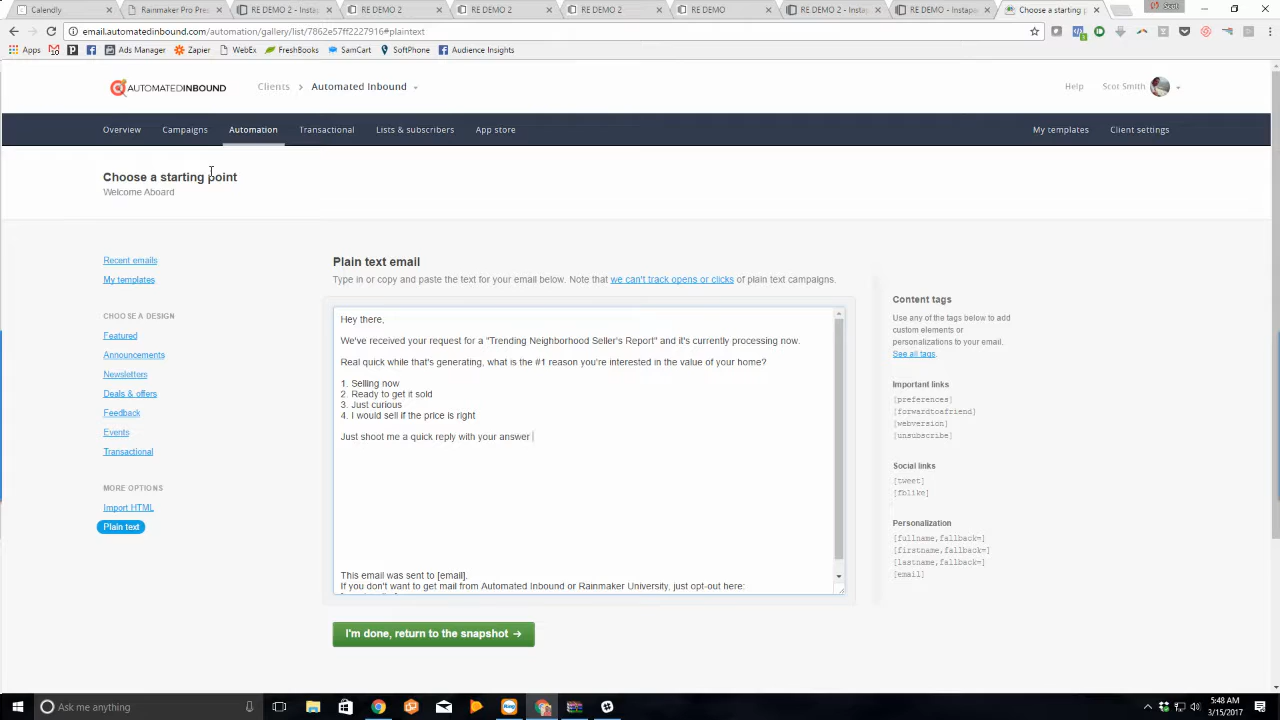 Calendly
Rainmaker Pro Pres
RE DEMO 2 - Instap
RE DEMO 2
RE DEMO 2
RE DEMO 2
RE DEMO
RE DEMO 2 - Instap
RE DEMO - Instapa
Choose a starting p
Scott
email.automatedinbound.com/automation/gallery/list/7862e57ff2227916#plaintext
Apps
Ads Manager
Zapier
WebEx
FreshBooks
SamCart
SoftPhone
Audience Insights
AUTOMATEDINBOUND
Clients > Automated Inbound
Help
Scot Smith
Overview
Campaigns
Automation
Transactional
Lists & subscribers
App store
My templates
Client settings
Choose a starting point
Welcome Aboard
Recent emails
My templates
CHOOSE A DESIGN
Featured
Announcements
Newsletters
Deals & offers
Feedback
Events
Transactional
MORE OPTIONS
Import HTML
Plain text
Plain text email
Type in or copy and paste the text for your email below. Note that we can't track opens or clicks of plain text campaigns.
Hey there,
We've received your request for a "Trending Neighborhood Seller's Report" and it's currently processing now.
Real quick while that's generating, what is the #1 reason you're interested in the value of your home?
1. Selling now
2. Ready to get it sold
3. Just curious
4. I would sell if the price is right
Just shoot me a quick reply with your answer
This email was sent to [email].
If you don't want to get mail from Automated Inbound or Rainmaker University, just opt-out here:
I'm done, return to the snapshot →
Content tags
Use any of the tags below to add
custom elements or
personalization to your email.
See all tags.
Important links
[preferences]
[forwardtoafriend]
[webversion]
[unsubscribe]
Social links
[tweet]
[fblike]
Personalization
[fullname,fallback=]
[firstname,fallback=]
[lastname,fallback=]
[email]
Ask me anything
5:48 AM
3/15/2017